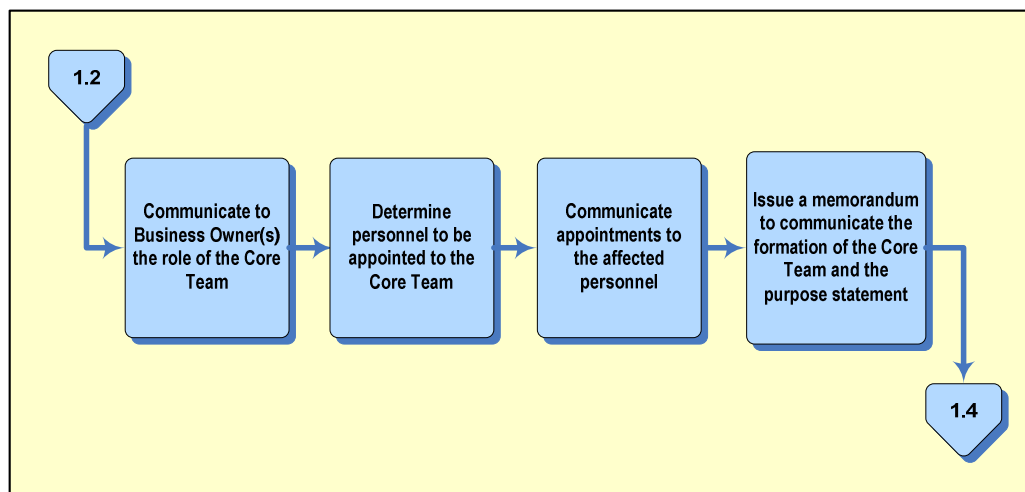 1.2
Communicate to
Business Owner(s)
the role of the Core
Team
Determine
personnel to be
appointed to the
Core Team
Communicate
appointments to
the affected
personnel
Issue a memorandum
to communicate the
formation of the Core
Team and the
purpose statement
1.4